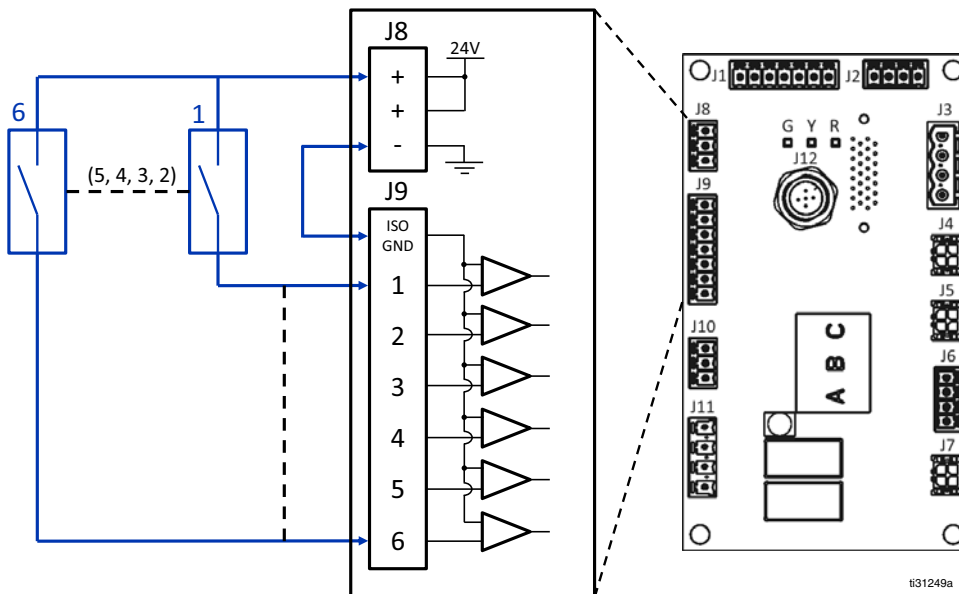 J8
24V
+
+
-
6
1
(5, 4, 3, 2)
J9
ISO
GND
1
2
3
4
5
6
J1
J2
J8
G Y R
J3
J12
J9
J4
J5
J10
A B C
J6
J11
J7
ti31249a